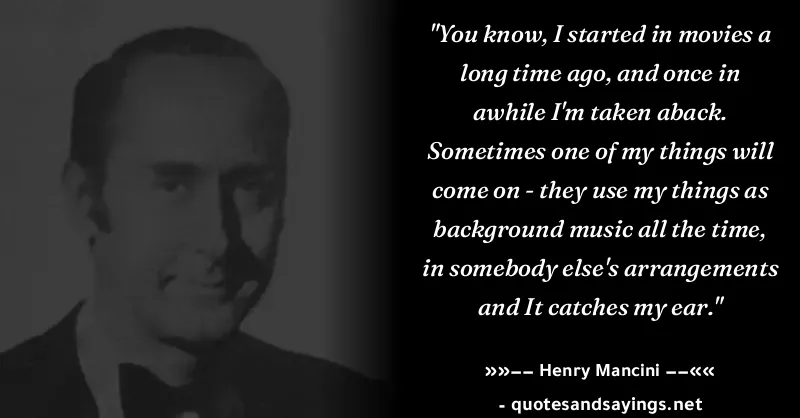 "You know, I started in movies a
long time ago, and once in
awhile I'm taken aback.
Sometimes one of my things will
come on - they use my things as
background music all the time,
in somebody else's arrangements
and It catches my ear."
»»−− Henry Mancini −−««
- quotesandsayings.net